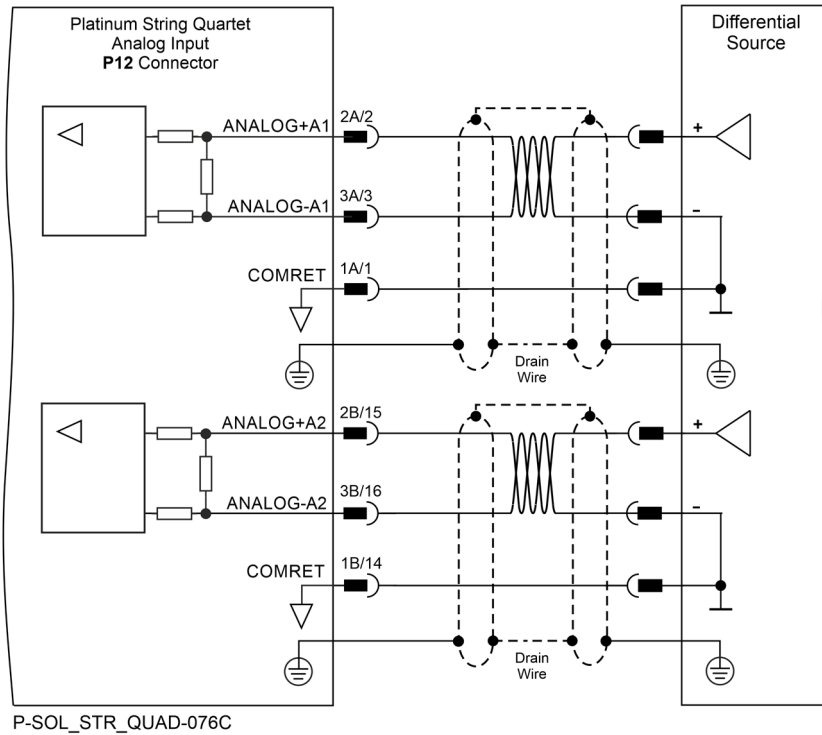 Platinum String Quartet
Analog Input
P12 Connector
Differential
Source
ANALOG+A1
2A/2
+
ANALOG-A1
3A/3
-
COMRET
1A/1
Drain
Wire
ANALOG+A2
2B/15
+
ANALOG-A2
3B/16
-
COMRET
1B/14
Drain
Wire
P-SOL_STR_QUAD-076C